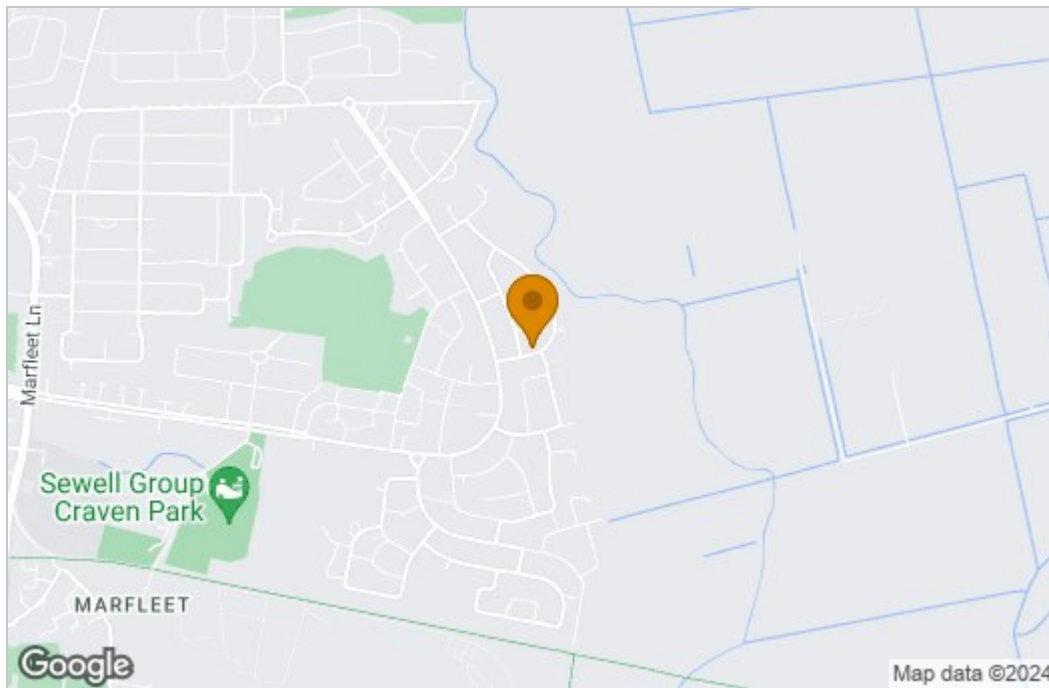 Marfleet Ln
Sewell Group
Craven Park
MARFLEET
Google
Map data ©2024